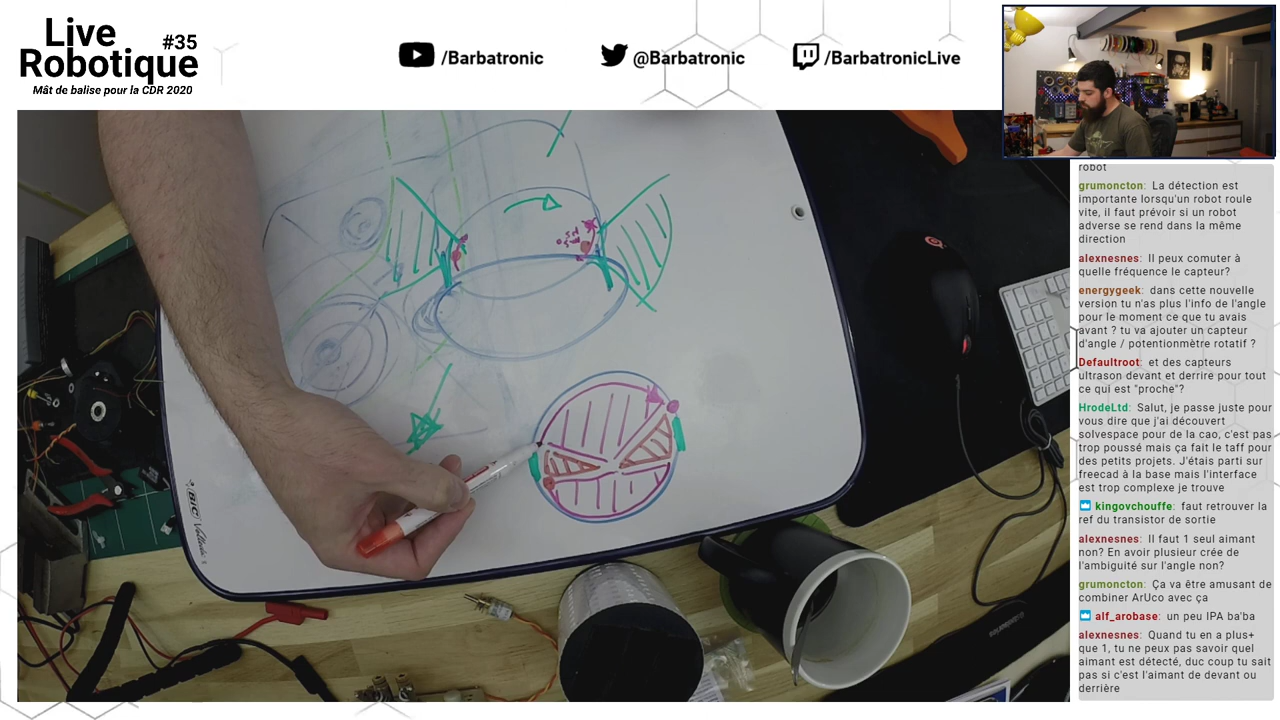 Live
Robotique #35
Mât de balise pour la CDR 2020
/Barbatronic
@Barbatronic
/BarbatronicLive
robot
grumoncton: La détection est
importante lorsqu'un robot roule
vite, il faut prévoir si un robot
adverse se rend dans la même
direction
alexnesnes: Il peux comuter à
quelle fréquence le capteur?
energygeek: dans cette nouvelle
version tu n'as plus l'info de l'angle
pour le moment ce que tu avais
avant ? tu va ajouter un capteur
d'angle / potentionmètre rotatif ?
Defaultroot: et des capteurs
ultrason devant et derrire pour tout
ce qui est "proche"?
HrodeLtd: Salut, je passe juste pour
vous dire que j'ai découvert
solvespace pour de la cao, c'est pas
trop poussé mais ça fait le taff pour
des petits projets. J'étais parti sur
freecad à la base mais l'interface
est trop complexe je trouve
kingovchouffe: faut retrouver la
ref du transistor de sortie
alexnesnes: Il faut 1 seul aimant
non? En avoir plusieur crée de
l'ambiguité sur l'angle non?
grumoncton: Ça va être amusant de
combiner ArUco avec ça
alf_arobase: un peu IPA ba'ba
alexnesnes: Quand tu en a plus+
que 1, tu ne peux pas savoir quel
aimant est détecté, duc coup tu sait
pas si c'est l'aimant de devant ou
derrière
BIC Velleda